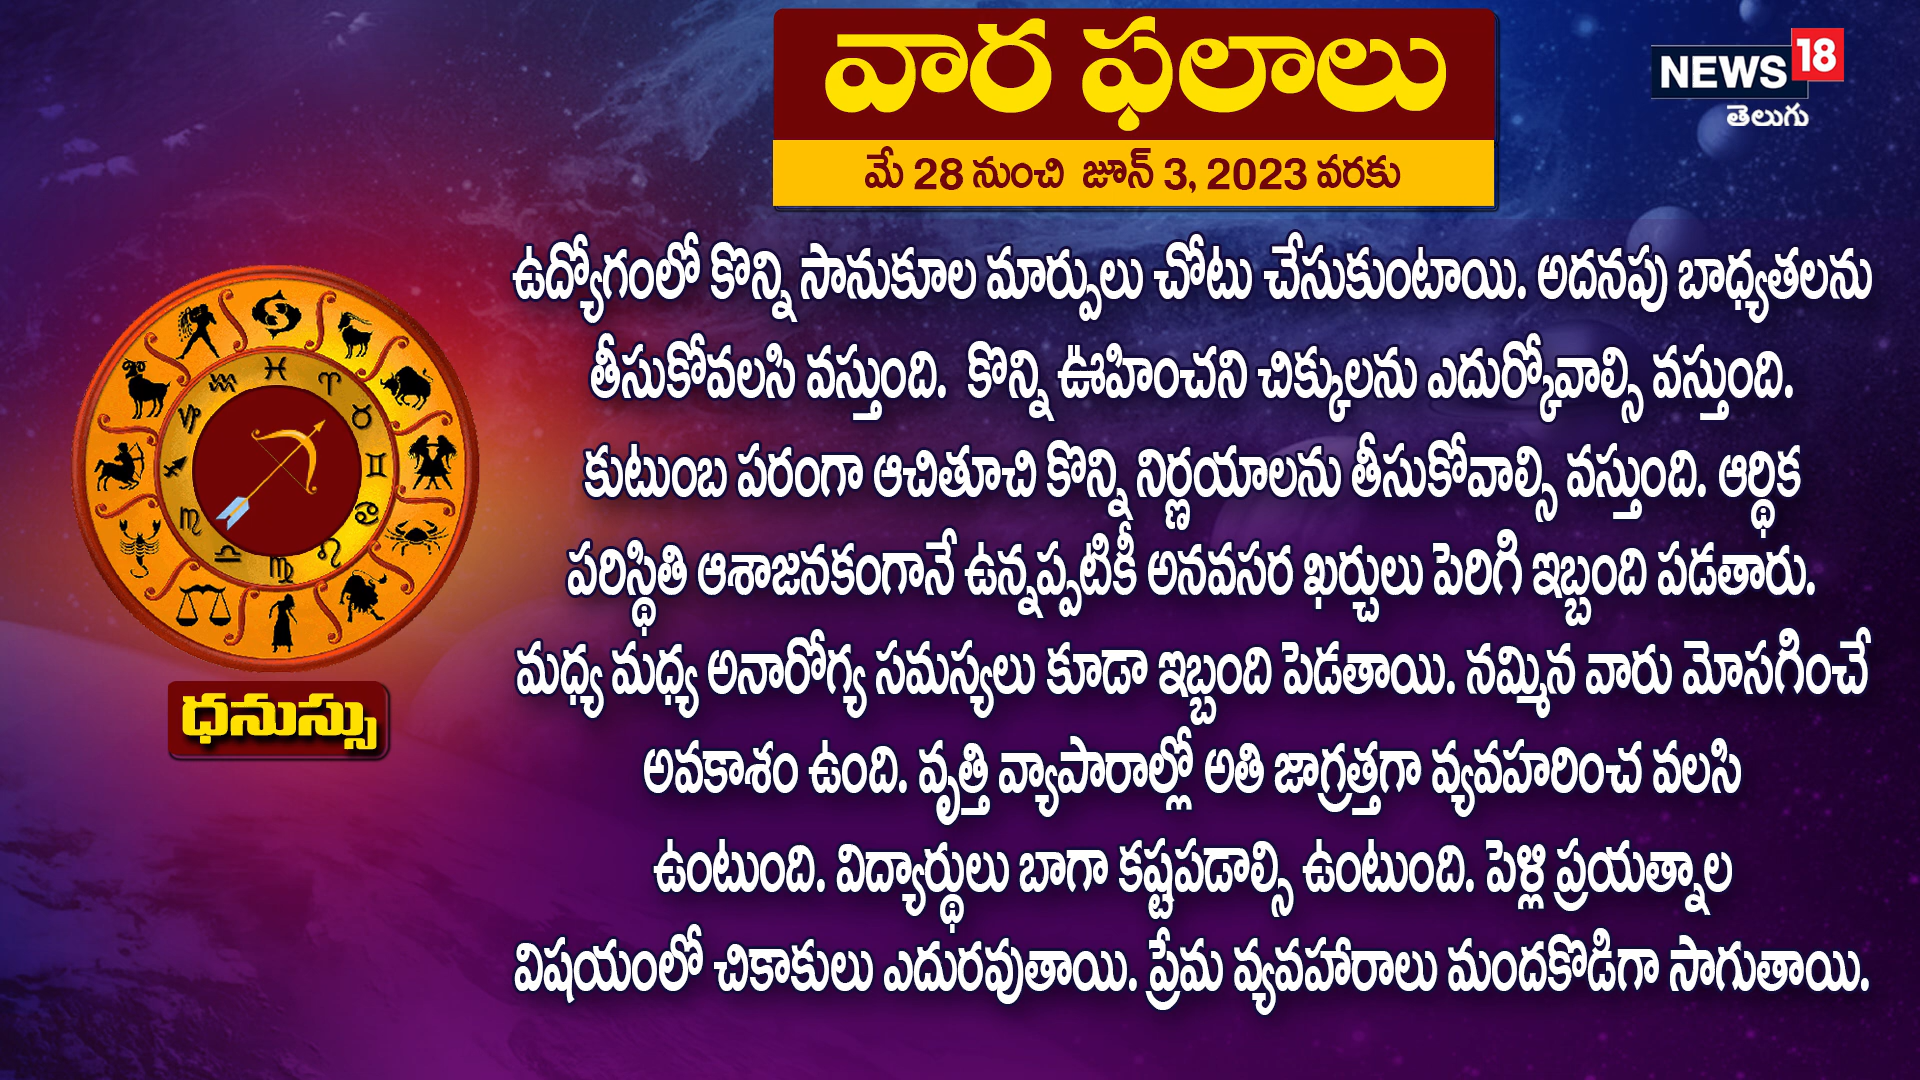 వార ఫలాలు
NEWS 18
తెలుగు
మే 28 నుంచి జూన్ 3, 2023 వరకు
ఉద్యోగంలో కొన్ని సానుకూల మార్పులు చోటు చేసుకుంటాయి. అదనపు బాధ్యతలను
తీసుకోవలసి వస్తుంది. కొన్ని ఊహించని చిక్కులను ఎదుర్కోవాల్సి వస్తుంది.
కుటుంబ పరంగా ఆచితూచి కొన్ని నిర్ణయాలను తీసుకోవాల్సి వస్తుంది. ఆర్థిక
పరిస్థితి ఆశాజనకంగానే ఉన్నప్పటికీ అనవసర ఖర్చులు పెరిగి ఇబ్బంది పడతారు.
మధ్య మధ్య అనారోగ్య సమస్యలు కూడా ఇబ్బంది పెడతాయి. నమ్మిన వారు మోసగించే
అవకాశం ఉంది. వృత్తి వ్యాపారాల్లో అతి జాగ్రత్తగా వ్యవహరించ వలసి
ఉంటుంది. విద్యార్థులు బాగా కష్టపడాల్సి ఉంటుంది. పెళ్లి ప్రయత్నాల
విషయంలో చికాకులు ఎదురవుతాయి. ప్రేమ వ్యవహారాలు మందకొడిగా సాగుతాయి.
ధనుస్సు